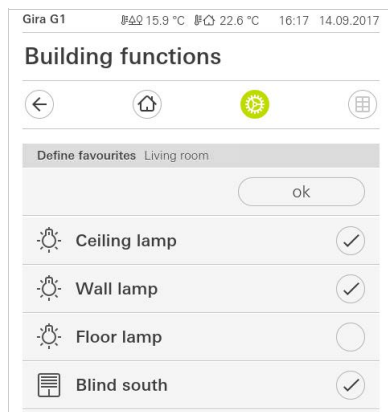 Gira G1 15.9 °C 22.6 °C 16:17 14.09.2017
Building functions
Define favourites Living room
ok
Ceiling lamp
Wall lamp
Floor lamp
Blind south